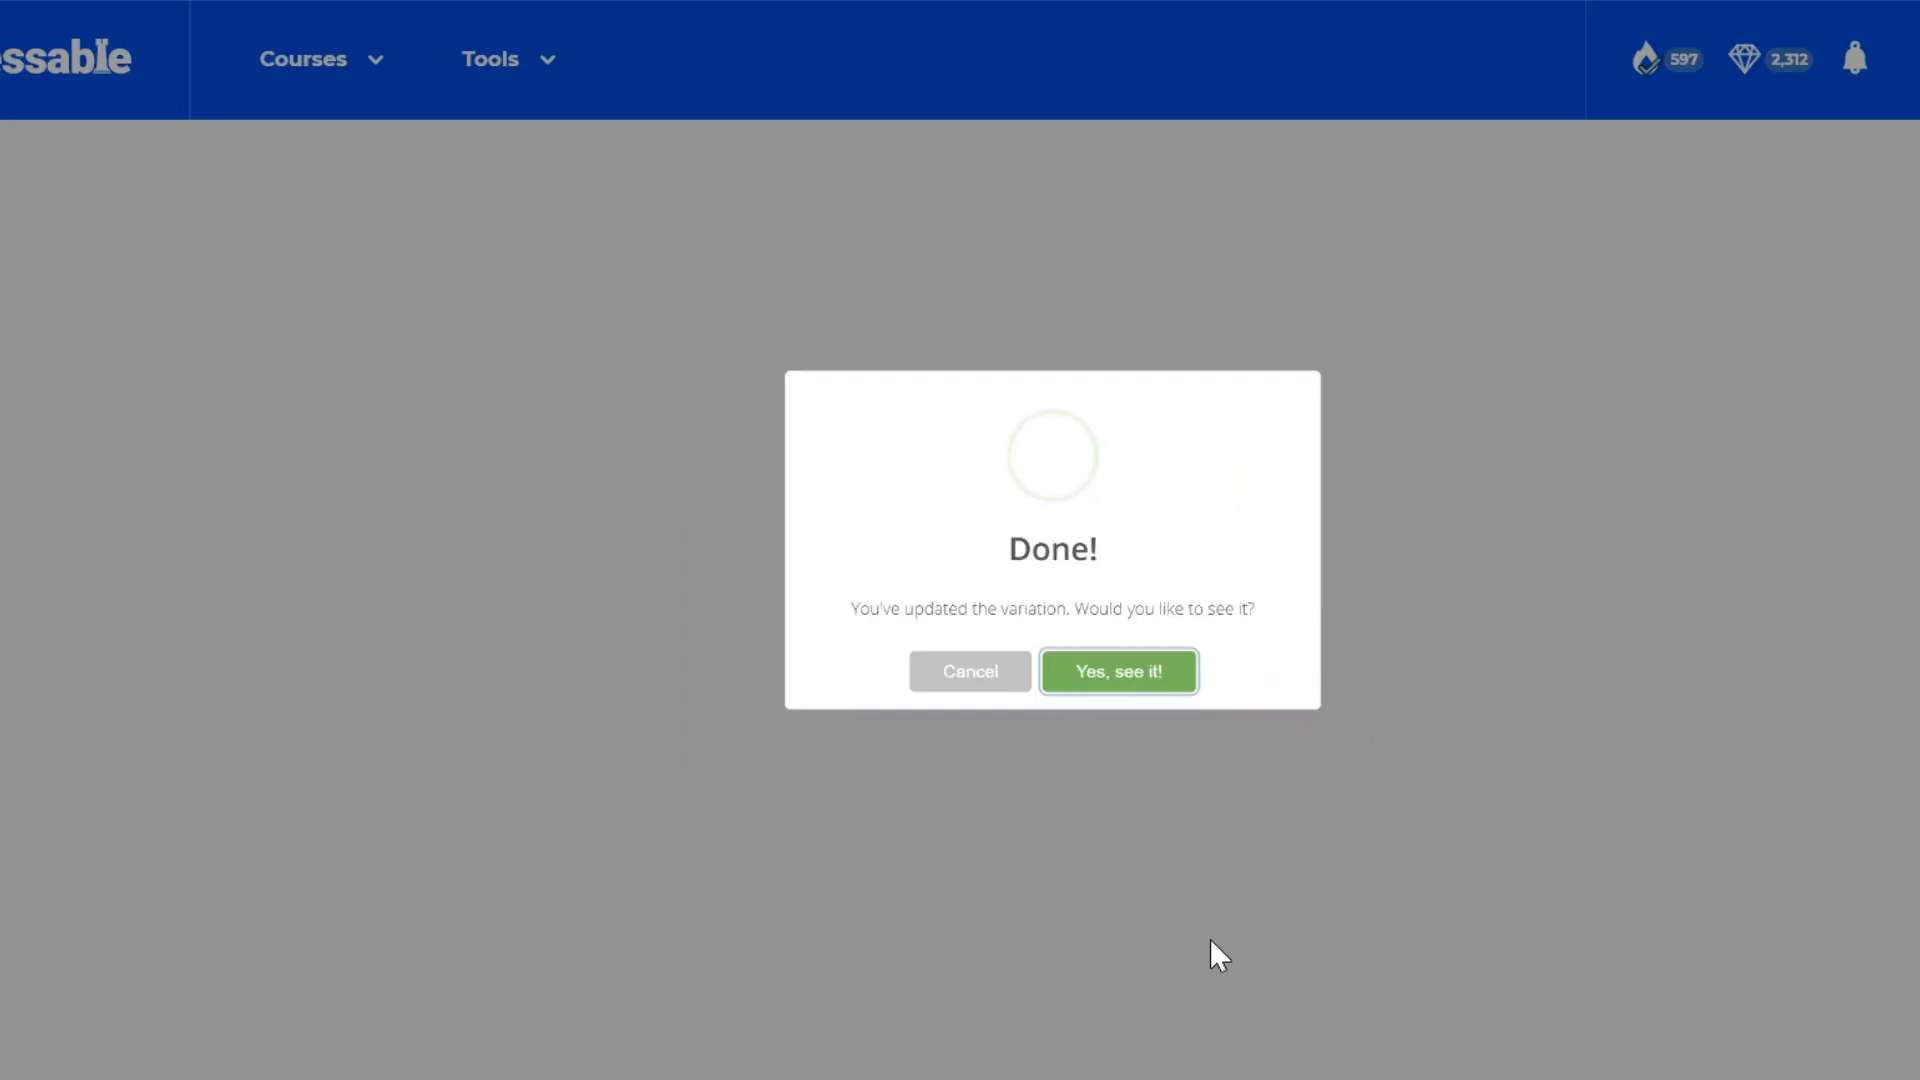 essable
Courses
Tools
597
2,312
Done!
You've updated the variation. Would you like to see it?
Cancel
Yes, see it!